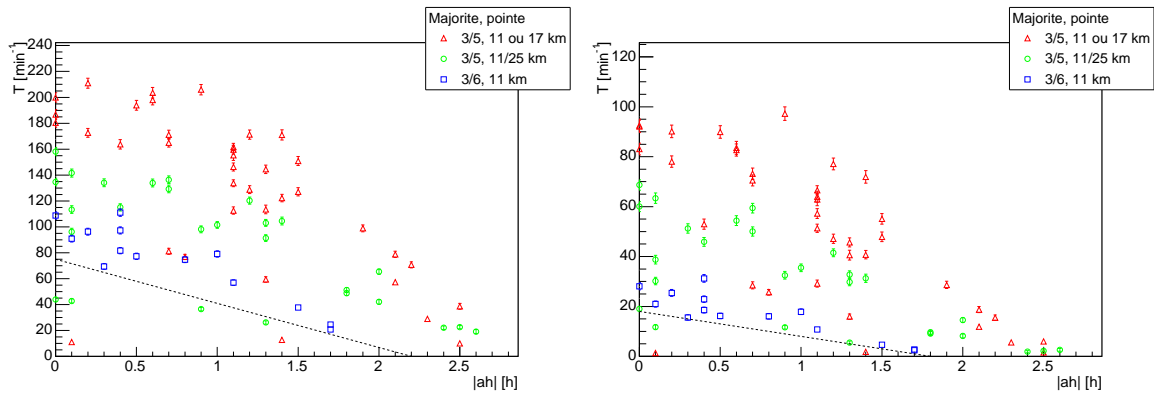 Majorite, pointe
3/5, 11 ou 17 km
3/5, 11/25 km
3/6, 11 km
T [min⁻¹]
240
220
200
180
160
140
120
100
80
60
40
20
0
0
0.5
1
1.5
2
2.5
|ah| [h]
Majorite, pointe
3/5, 11 ou 17 km
3/5, 11/25 km
3/6, 11 km
T [min⁻¹]
120
100
80
60
40
20
0
0
0.5
1
1.5
2
2.5
|ah| [h]